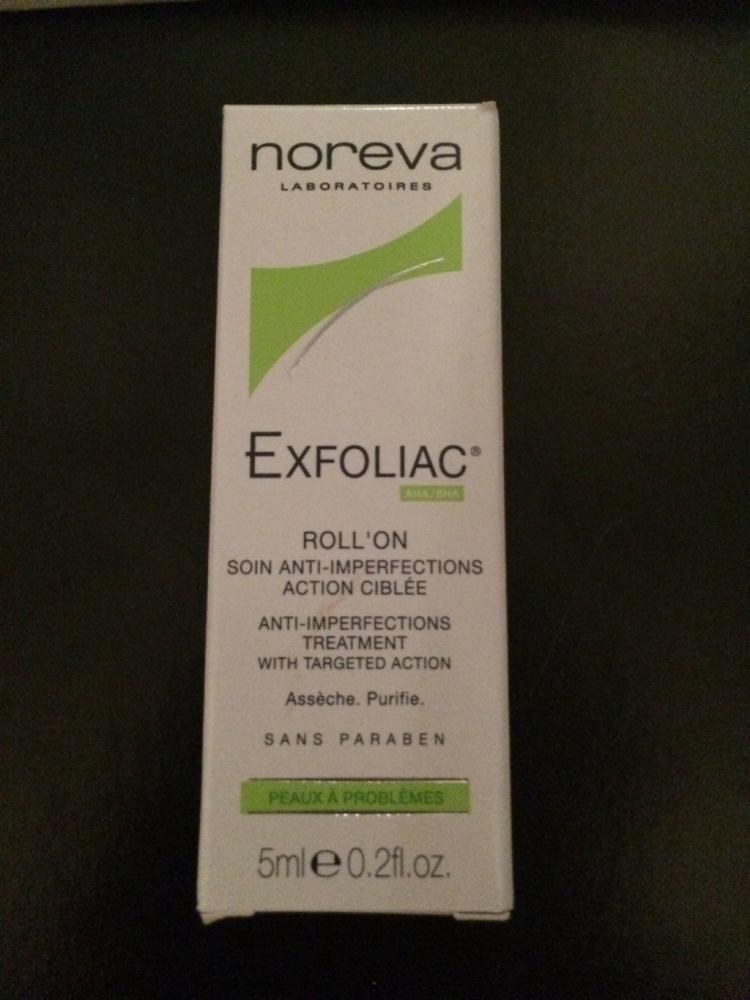 noreva
LABORATOIRES
EXFOLIAC®
AHA/BHA
ROLL'ON
SOIN ANTI-IMPERFECTIONS
ACTION CIBLÉE
ANTI-IMPERFECTIONS
TREATMENT
WITH TARGETED ACTION
Assèche. Purifie.
SANS PARABEN
PEAUX À PROBLÈMES
5ml℮0.2fl.oz.